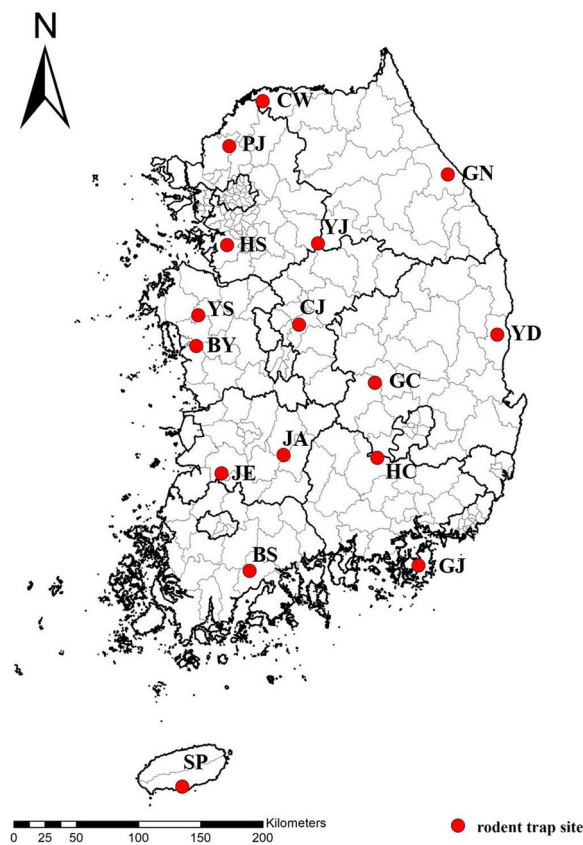 N
CW
PJ
GN
YJ
HS
YS
CJ
YD
BY
GC
JA
HC
JE
BS
GJ
SP
Kilometers
0 25 50 100 150 200
rodent trap site